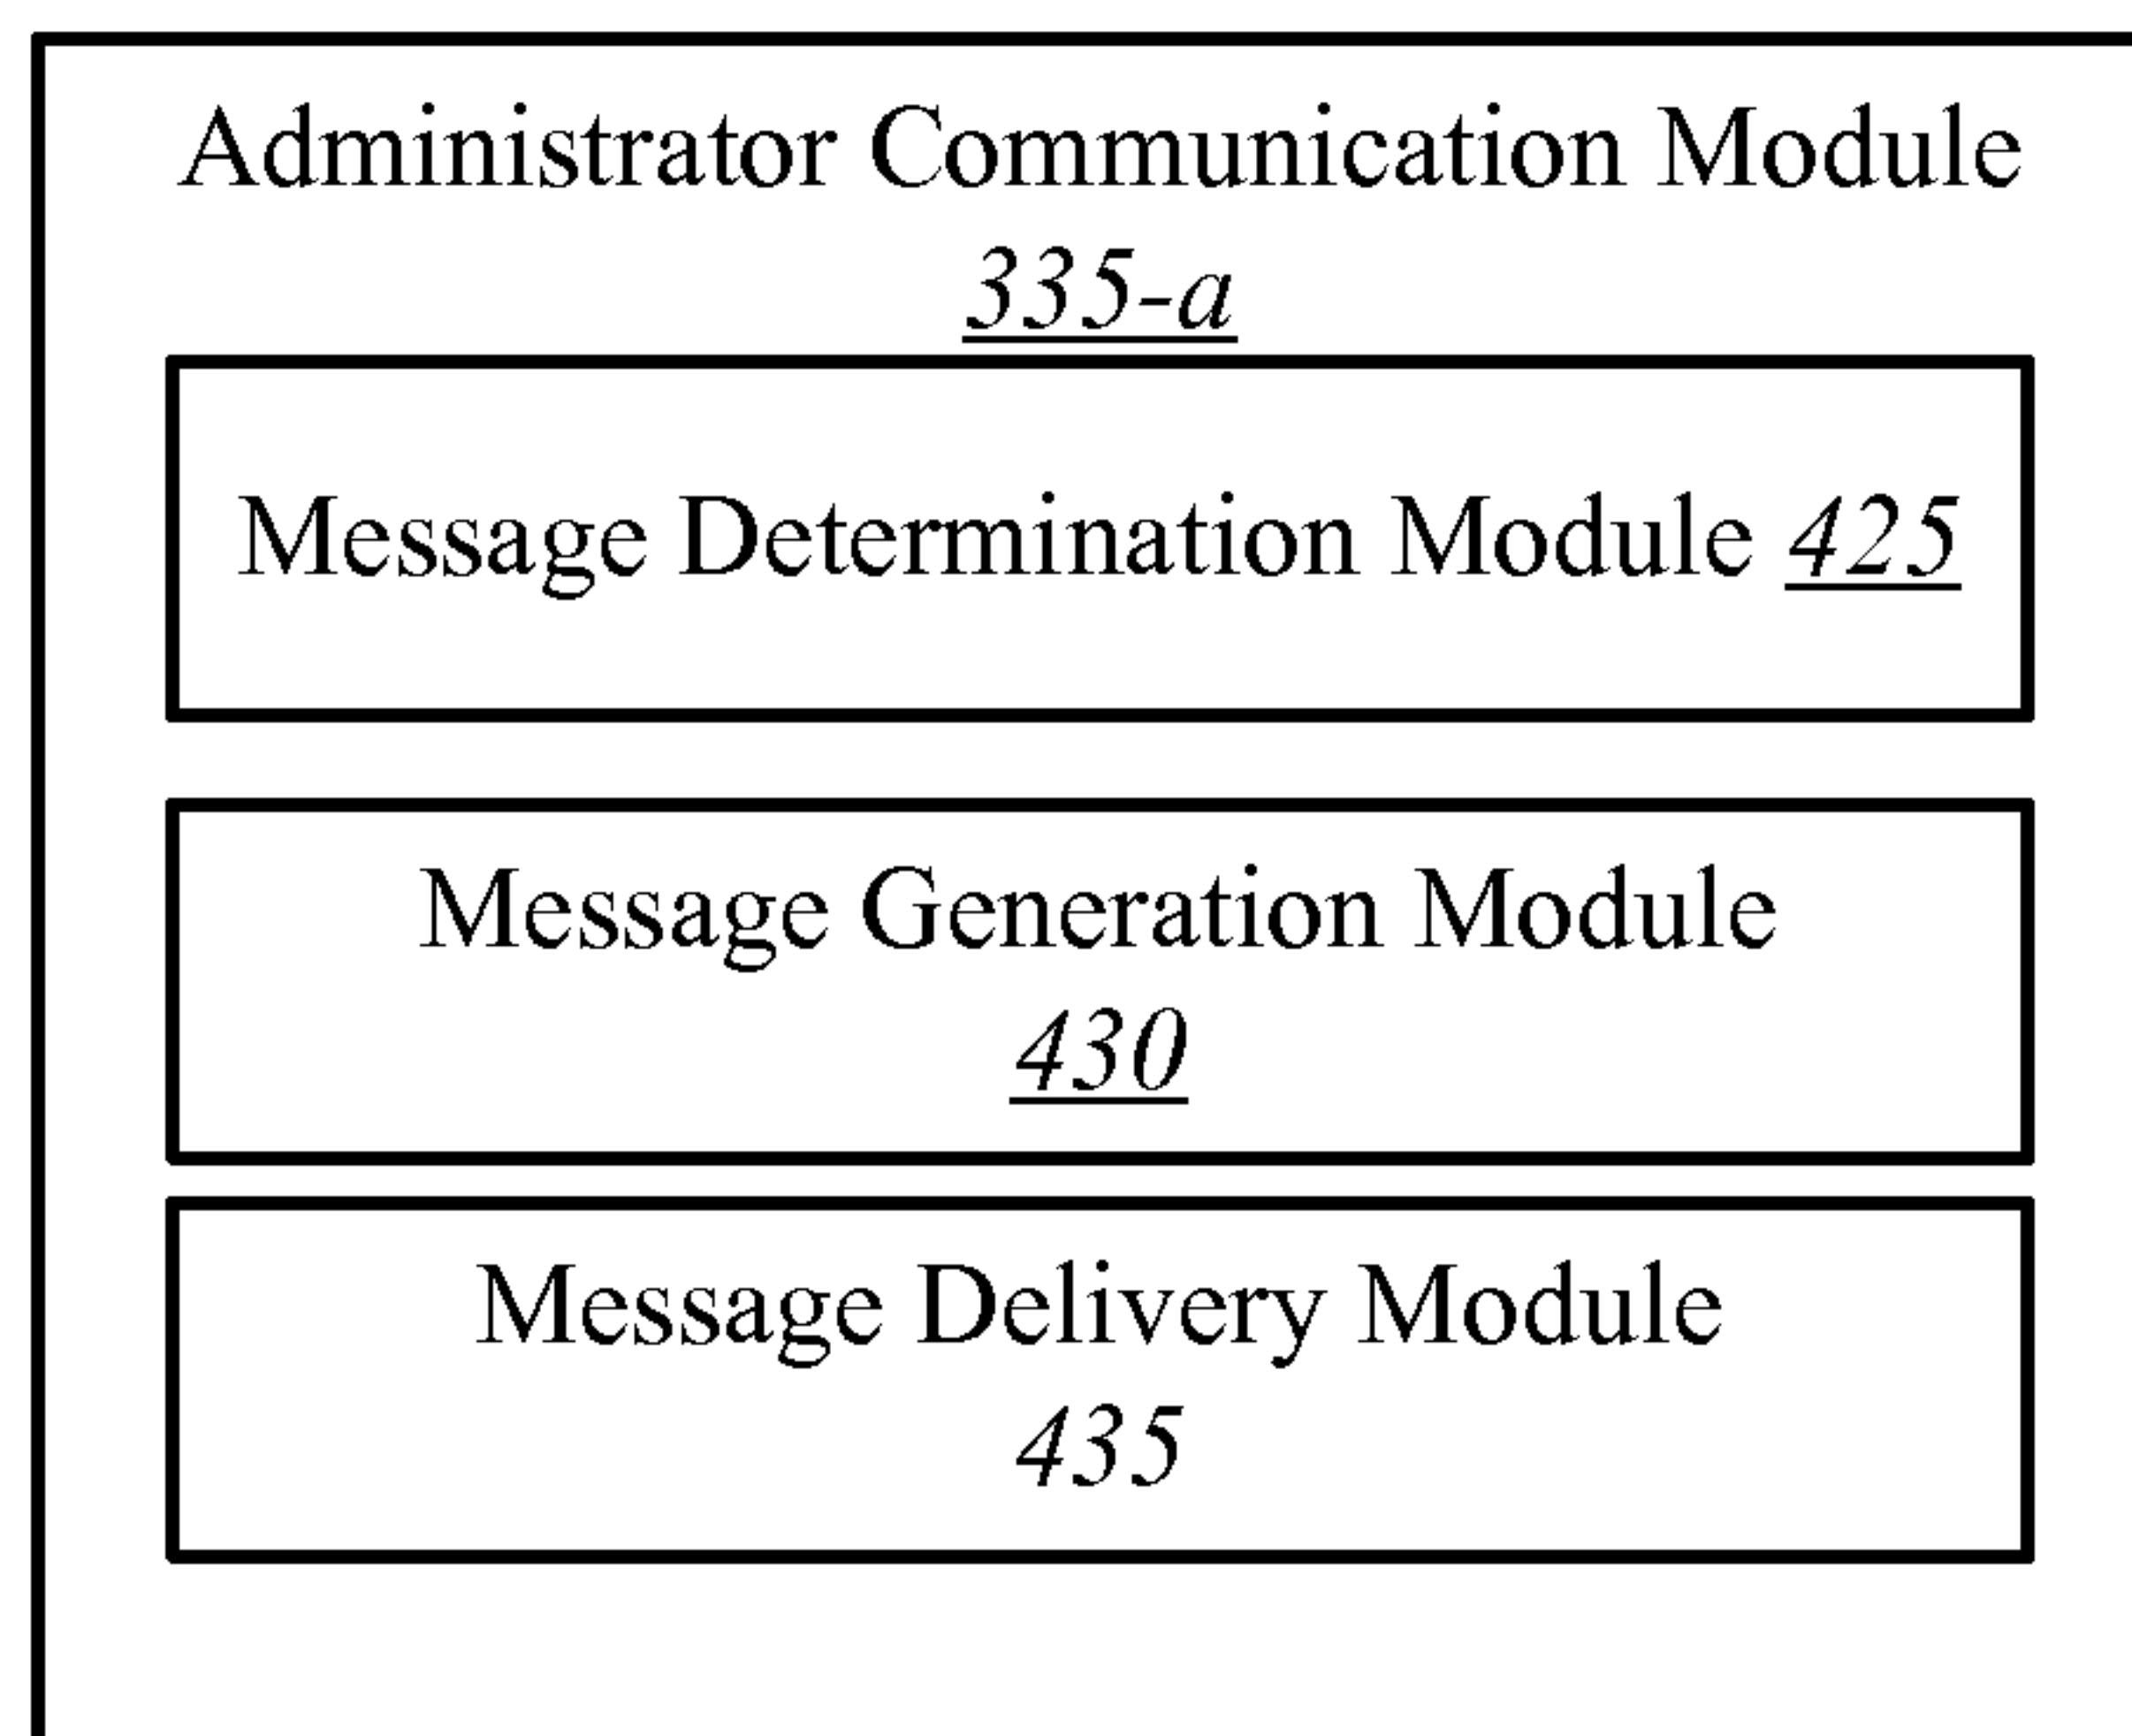 Administrator Communication Module
335-a
Message Determination Module 425
Message Generation Module
430
Message Delivery Module
435